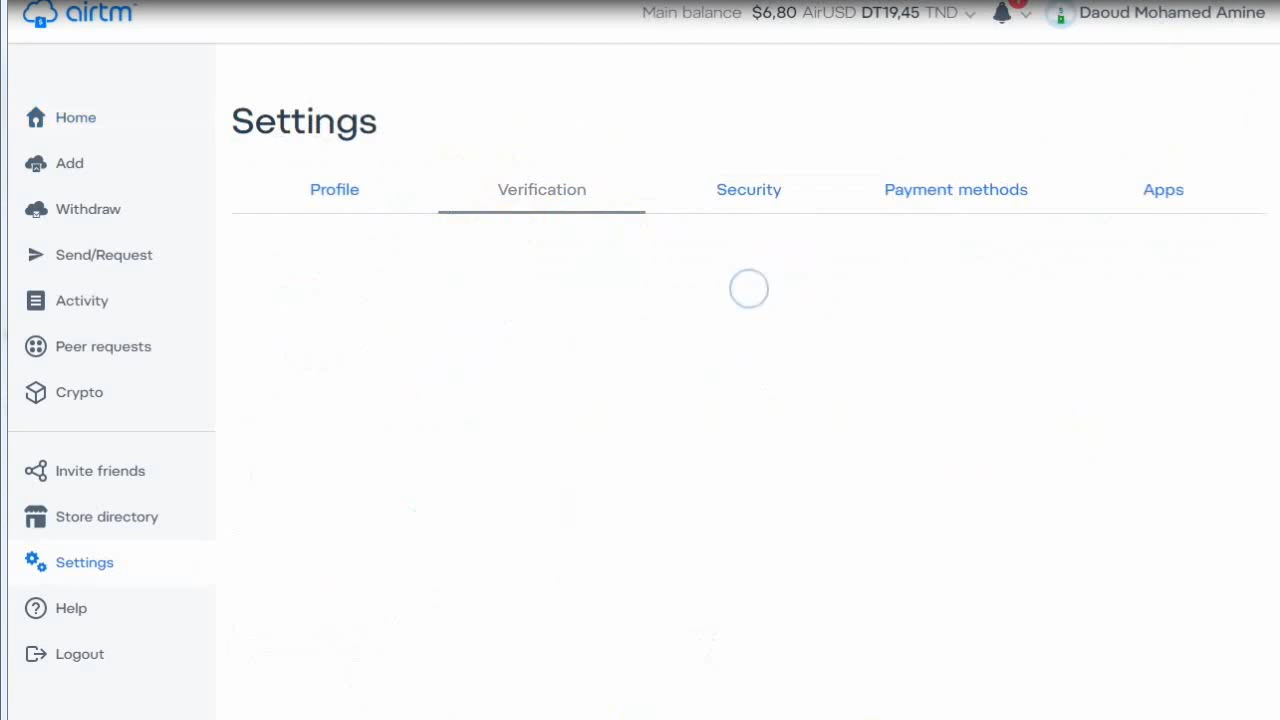 airtm
Main balance $6,80 AirUSD DT19,45 TND
Daoud Mohamed Amine
Home
Add
Withdraw
Send/Request
Activity
Peer requests
Crypto
Invite friends
Store directory
Settings
Help
Logout
Settings
Profile
Verification
Security
Payment methods
Apps